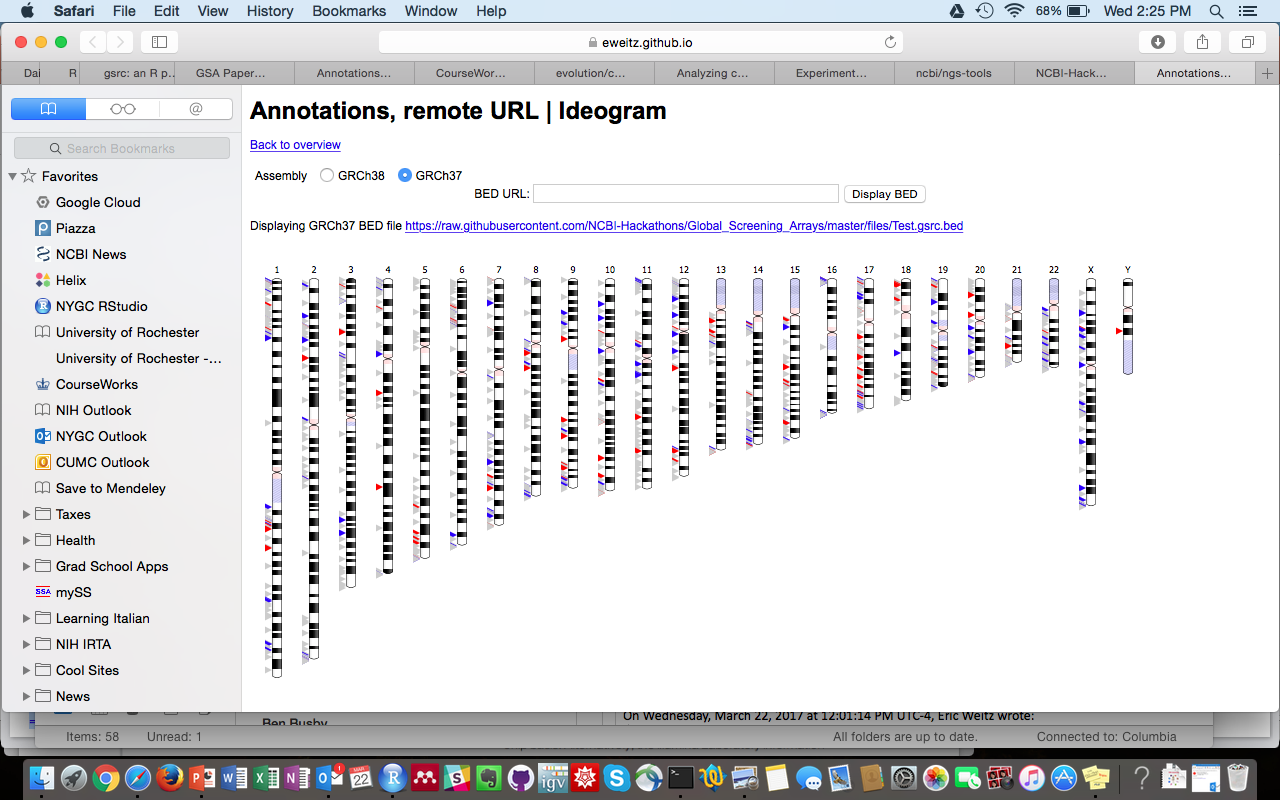 Safari File Edit View History Bookmarks Window Help 68% Wed 2:25 PM
eweitz.github.io
Dai R gsrc: an R p.. GSA Paper… Annotations… CourseWor… evolution/c… Analyzing c… Experiment… ncbi/ngs-tools NCBI-Hack… Annotations…
Search Bookmarks
Favorites
Google Cloud
Piazza
NCBI News
Helix
NYGC RStudio
University of Rochester
University of Rochester -…
CourseWorks
NIH Outlook
NYGC Outlook
CUMC Outlook
Save to Mendeley
Taxes
Health
Grad School Apps
SSA mySS
Learning Italian
NIH IRTA
Cool Sites
News
Annotations, remote URL | Ideogram
Back to overview
Assembly GRCh38 GRCh37
BED URL: Display BED
Displaying GRCh37 BED file https://raw.githubusercontent.com/NCBI-Hackathons/Global_Screening_Arrays/master/files/Test.gsrc.bed
1 2 3 4 5 6 7 8 9 10 11 12 13 14 15 16 17 18 19 20 21 22 X Y
Ben Busby
On Wednesday, March 22, 2017 at 12:01:14 PM UTC-4, Eric Weitz wrote:
Items: 58 Unread: 1 All folders are up to date. Connected to: Columbia
MAR 22
igv